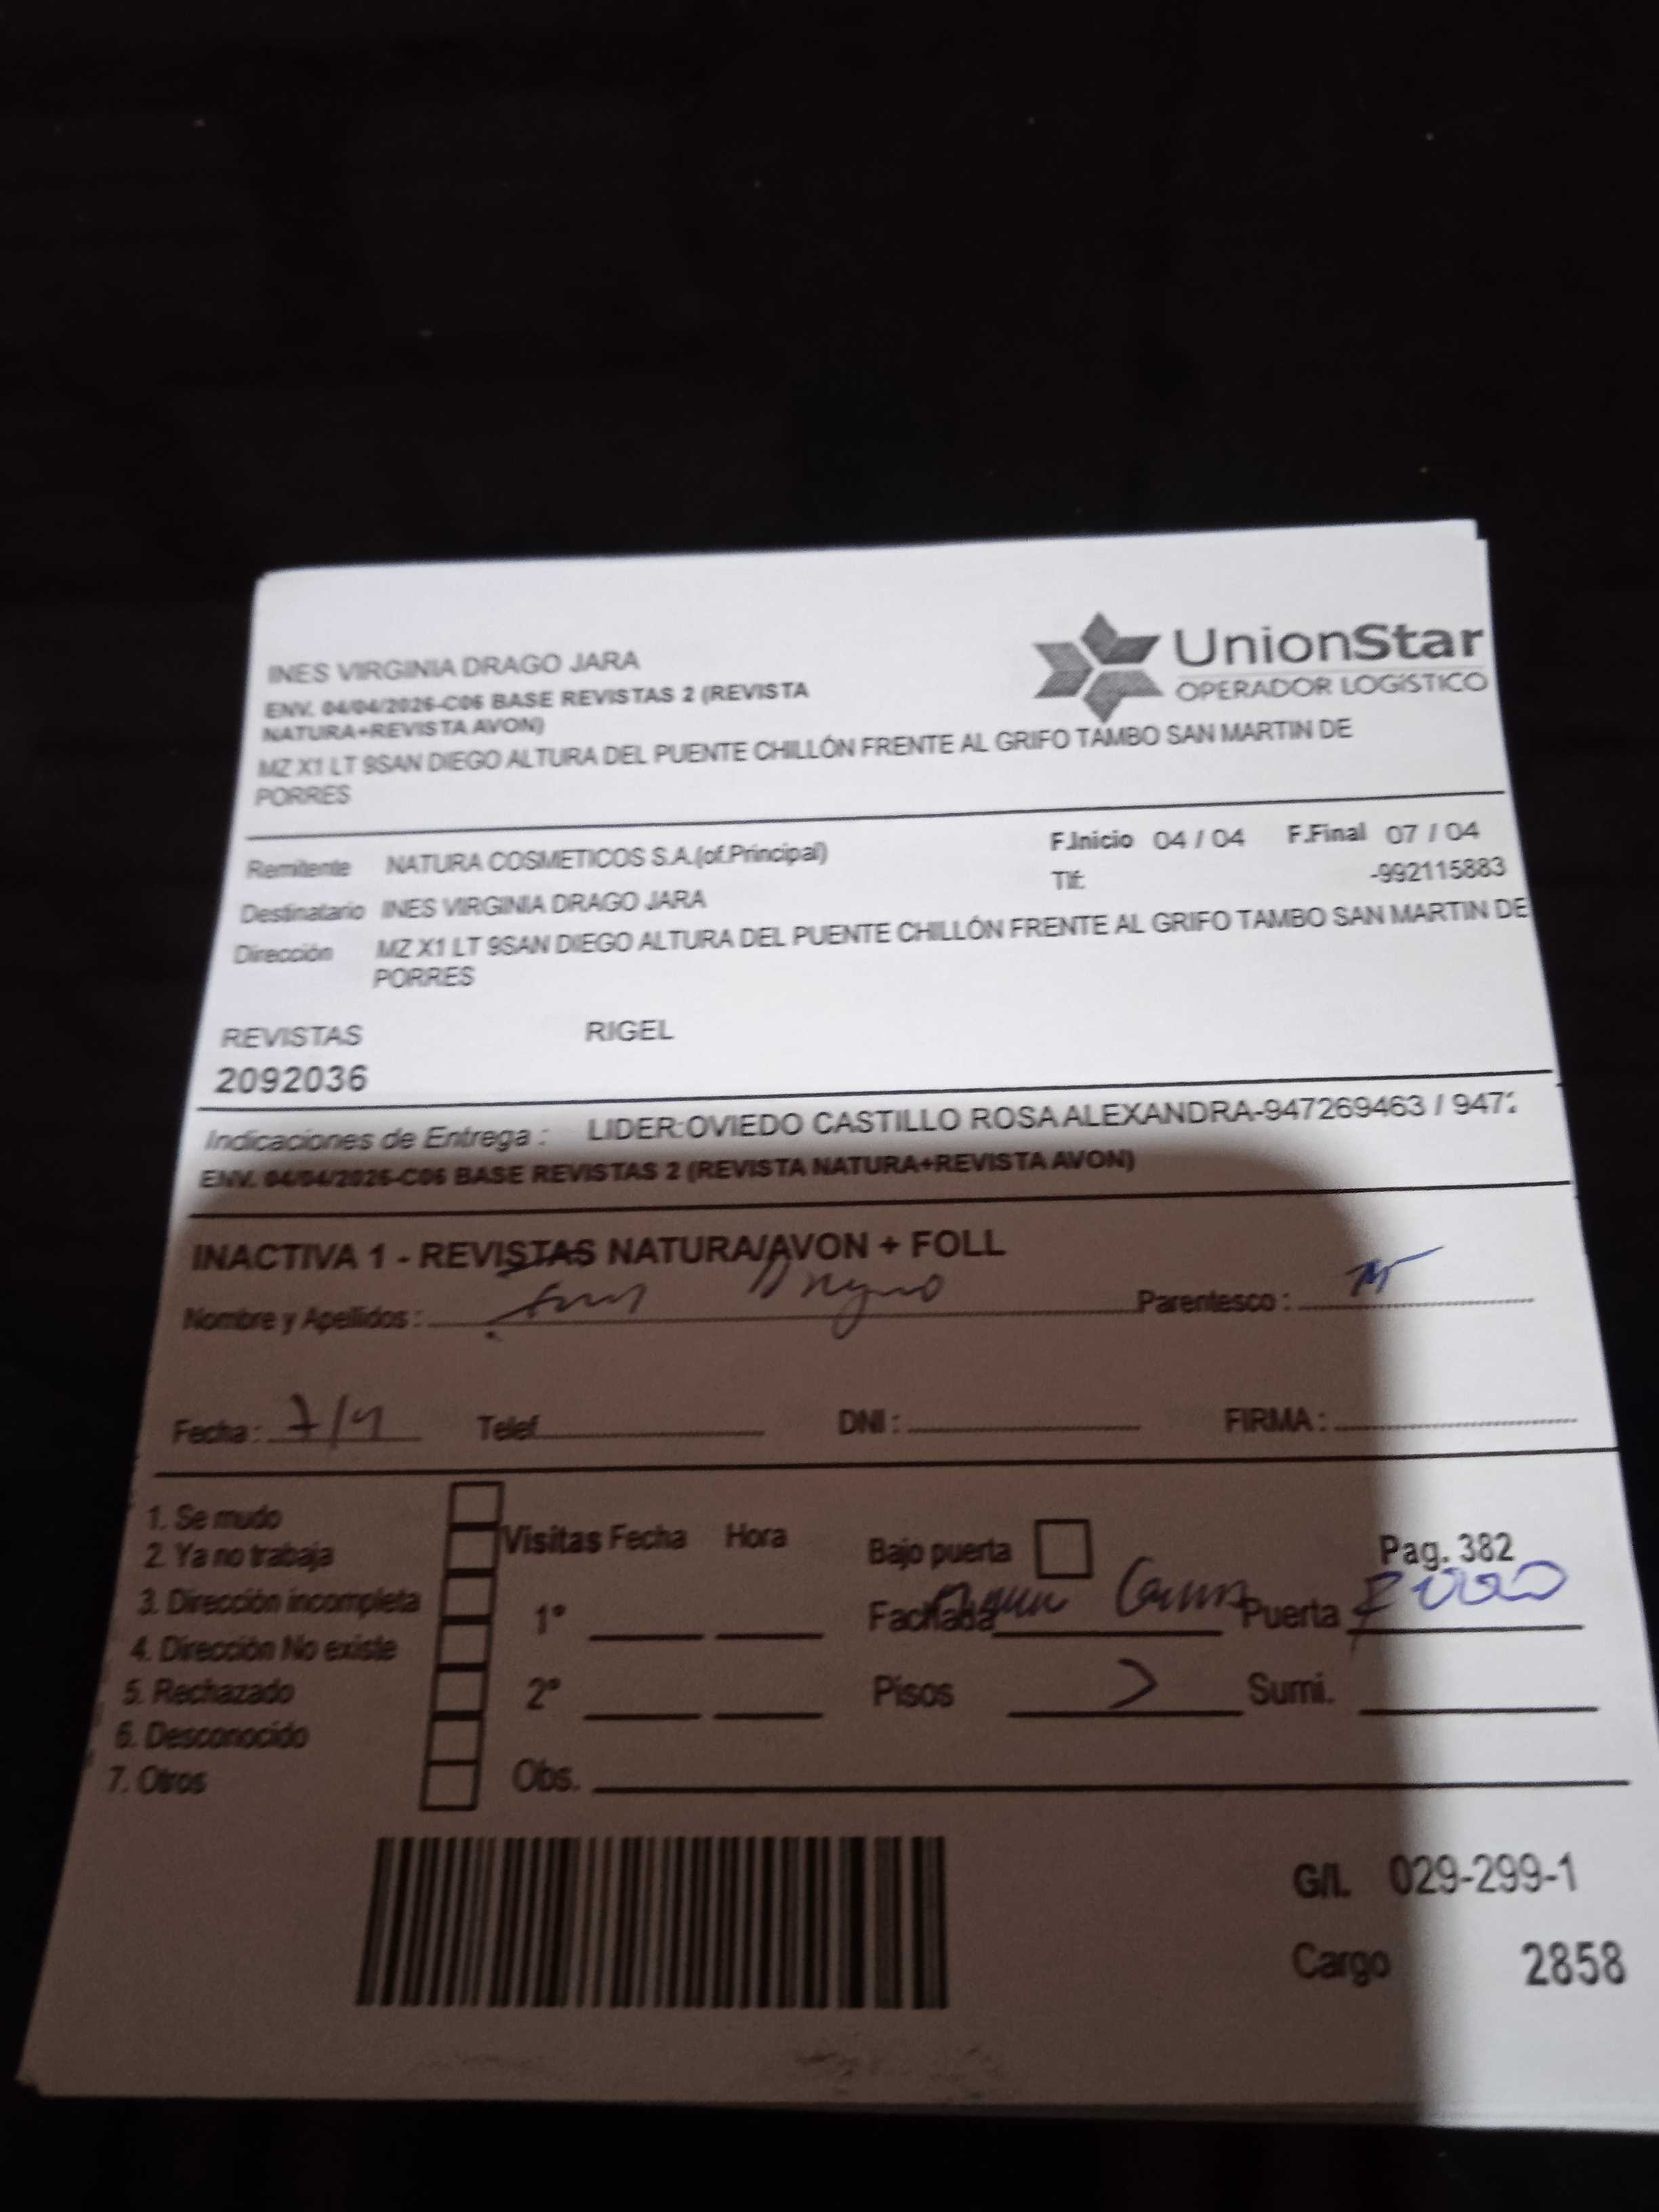 INES VIRGINIA DRAGO JARA
ENV. 04/04/2026-C06 BASE REVISTAS 2 (REVISTA
NATURA+REVISTA AVON)
MZ X1 LT 9SAN DIEGO ALTURA DEL PUENTE CHILLÓN FRENTE AL GRIFO TAMBO SAN MARTIN DE
PORRES
UnionStar
OPERADOR LOGÍSTICO
Remitente NATURA COSMETICOS S.A.(of.Principal) F.Inicio 04 / 04 F.Final 07 / 04
Destinatario INES VIRGINIA DRAGO JARA Tlf: -992115883
Dirección MZ X1 LT 9SAN DIEGO ALTURA DEL PUENTE CHILLÓN FRENTE AL GRIFO TAMBO SAN MARTIN DE
PORRES
REVISTAS RIGEL
2092036
Indicaciones de Entrega : LIDER:OVIEDO CASTILLO ROSA ALEXANDRA-947269463 / 947
ENV. 04/04/2026-C06 BASE REVISTAS 2 (REVISTA NATURA+REVISTA AVON)
INACTIVA 1 - REVISTAS NATURA/AVON + FOLL
Nombre y Apellidos : Parentesco :
Fecha : 7/4 Telef. DNI : FIRMA :
1. Se mudo
2. Ya no trabaja
3. Dirección incompleta
4. Dirección No existe
5. Rechazado
6. Desconocido
7. Otros
Visitas Fecha Hora
1°
2°
Obs.
Bajo puerta Pag. 382
Fachada Puerta
Pisos Sumi.
G/I. 029-299-1
Cargo 2858